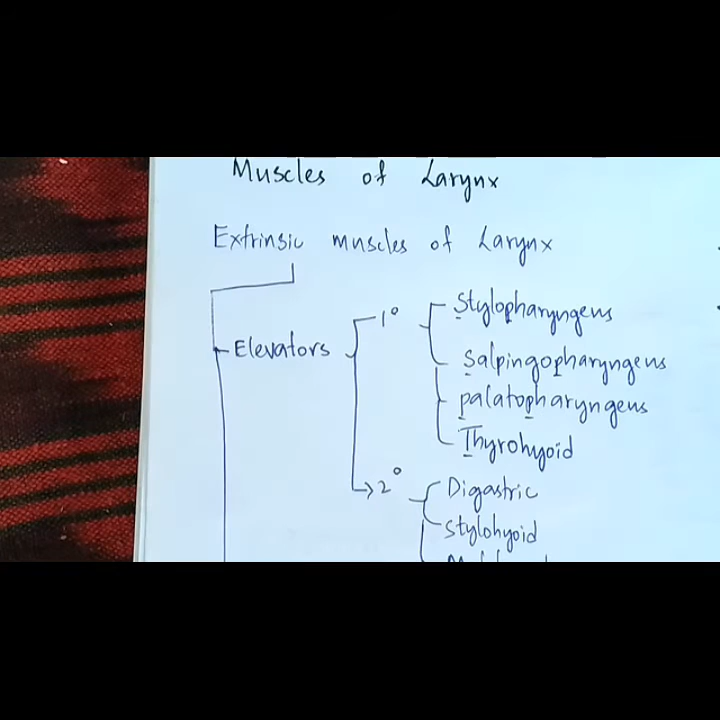 Muscles of Larynx
Extrinsic muscles of Larynx
Elevators
1°
Stylopharyngeus
Salpingopharyngeus
palatopharyngeus
Thyrohyoid
2°
Digastric
Stylohyoid